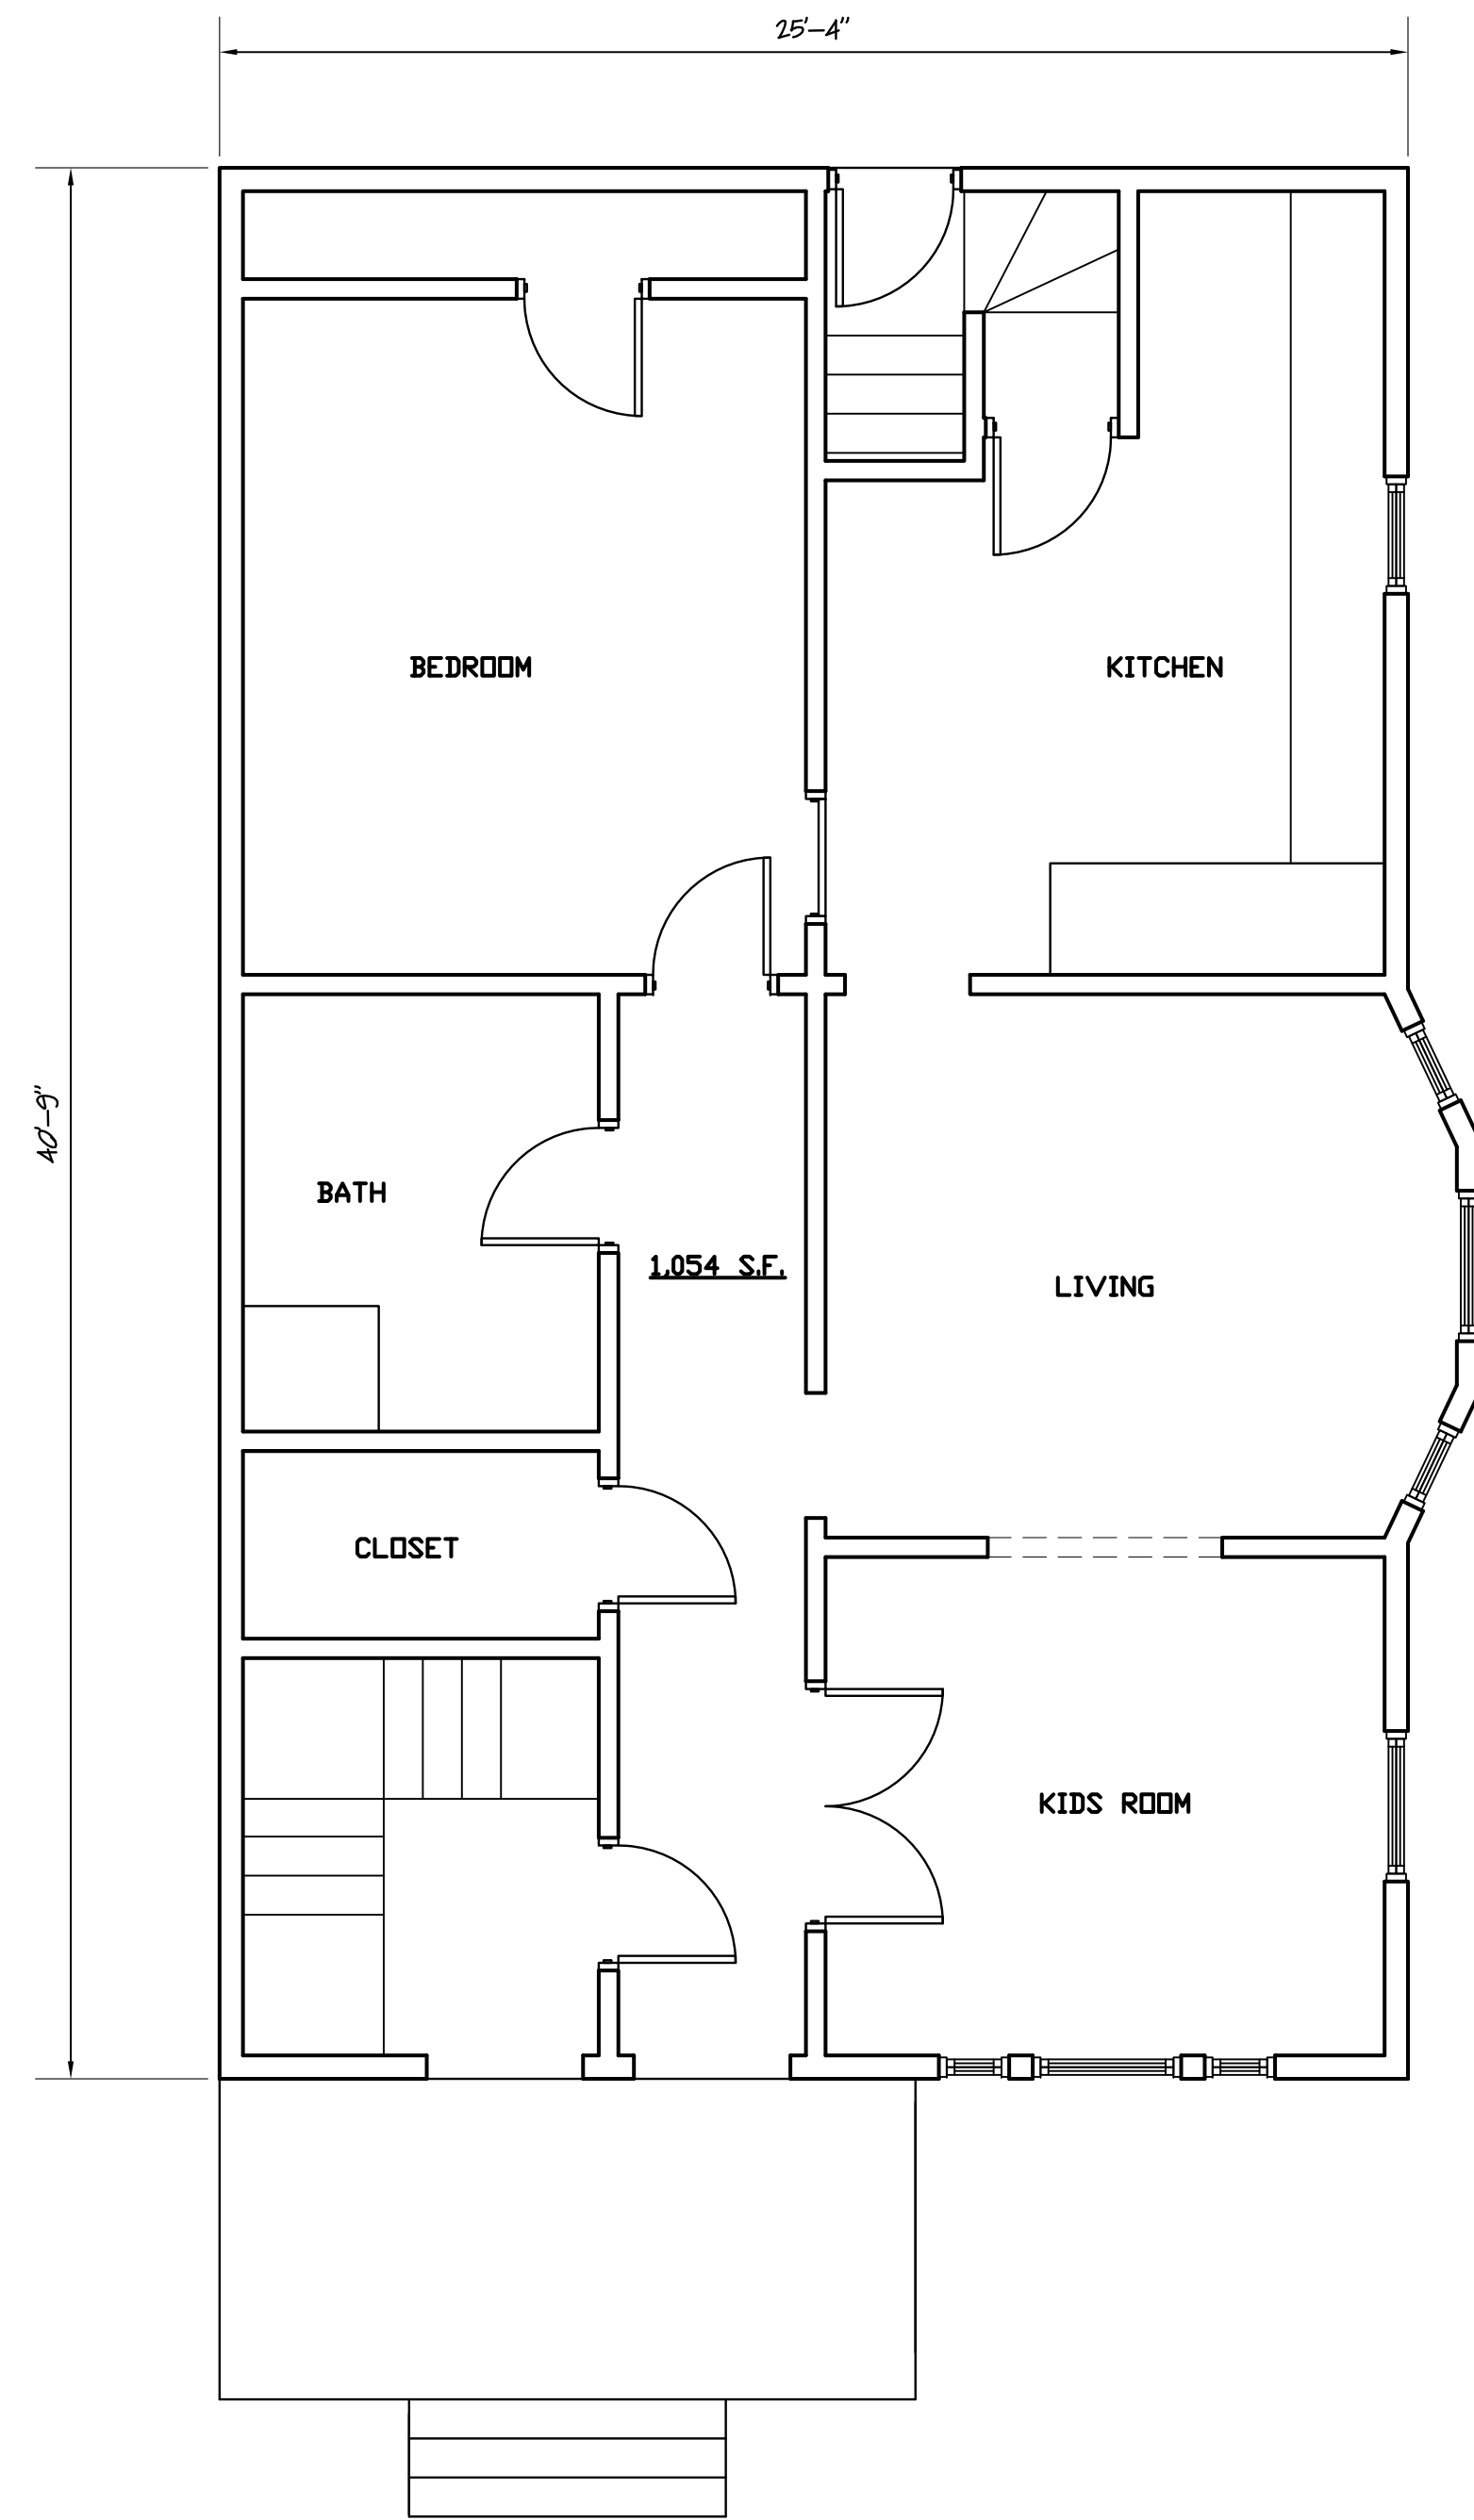 25'-4"
BEDROOM
KITCHEN
40'-9"
BATH
1,054 S.F.
LIVING
CLOSET
KIDS ROOM